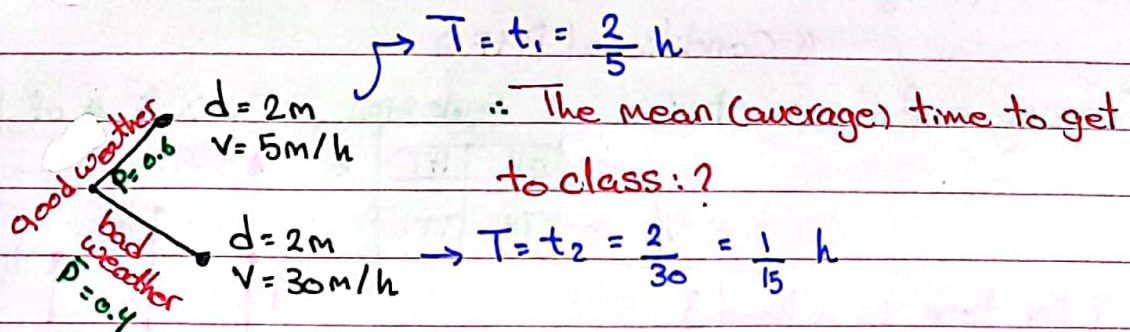 → T = t₁ = 2/5 h
good weather
P = 0.6
d = 2m
V = 5m/h
∴ The mean (average) time to get
to class: ?
bad
weather
P̄ = 0.4
d = 2m
V = 30m/h
→ T = t₂ = 2/30 = 1/15 h